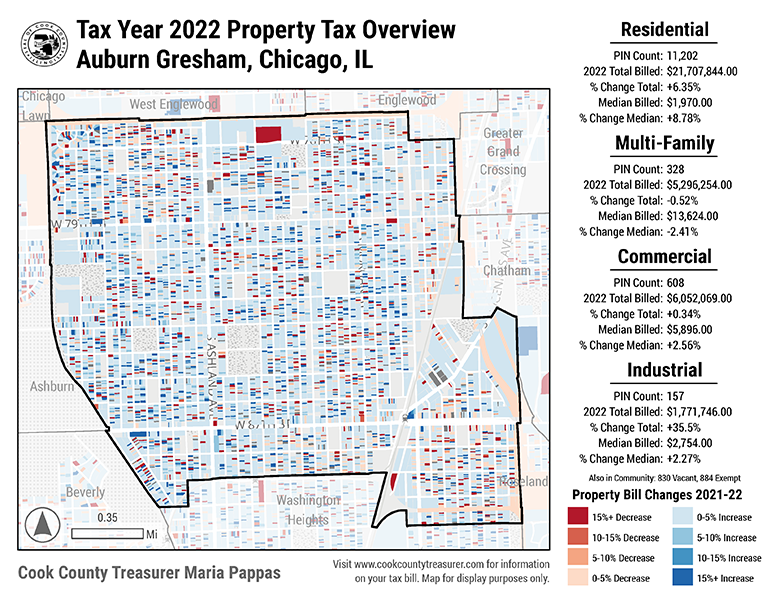 Tax Year 2022 Property Tax Overview
Auburn Gresham, Chicago, IL
Chicago
Lawn
West Englewood
Englewood
Greater
Grand
Crossing
W 79
Chatham
S ASHLAND AV
Ashburn
Beverly
Washington
Heights
Roseland
0.35
Mi
Cook County Treasurer Maria Pappas
Visit www.cookcountytreasurer.com for information
on your tax bill. Map for display purposes only.
Residential
PIN Count: 11,202
2022 Total Billed: $21,707,844.00
% Change Total: +6.35%
Median Billed: $1,970.00
% Change Median: +8.78%
Multi-Family
PIN Count: 328
2022 Total Billed: $5,296,254.00
% Change Total: -0.52%
Median Billed: $13,624.00
% Change Median: -2.41%
Commercial
PIN Count: 608
2022 Total Billed: $6,052,069.00
% Change Total: +0.34%
Median Billed: $5,896.00
% Change Median: +2.56%
Industrial
PIN Count: 157
2022 Total Billed: $1,771,746.00
% Change Total: +35.5%
Median Billed: $2,754.00
% Change Median: +2.27%
Also in Community: 830 Vacant, 884 Exempt
Property Bill Changes 2021-22
15%+ Decrease
10-15% Decrease
5-10% Decrease
0-5% Decrease
0-5% Increase
5-10% Increase
10-15% Increase
15%+ Increase